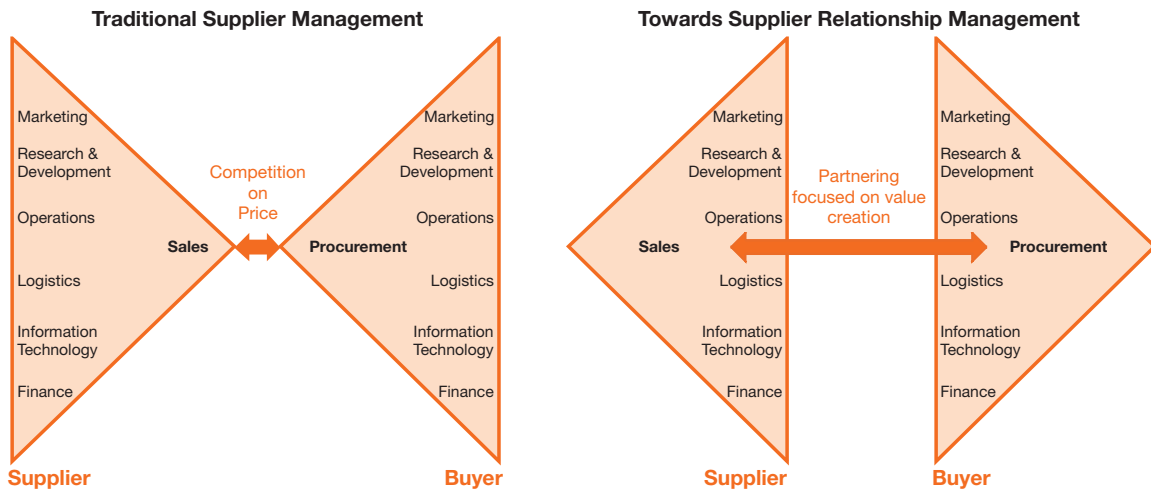 Traditional Supplier Management
Marketing
Research &
Development
Operations
Sales
Logistics
Information
Technology
Finance
Supplier
Competition
on
Price
Marketing
Research &
Development
Operations
Procurement
Logistics
Information
Technology
Finance
Buyer
Towards Supplier Relationship Management
Marketing
Research &
Development
Operations
Sales
Logistics
Information
Technology
Finance
Supplier
Partnering
focused on value
creation
Marketing
Research &
Development
Operations
Procurement
Logistics
Information
Technology
Finance
Buyer